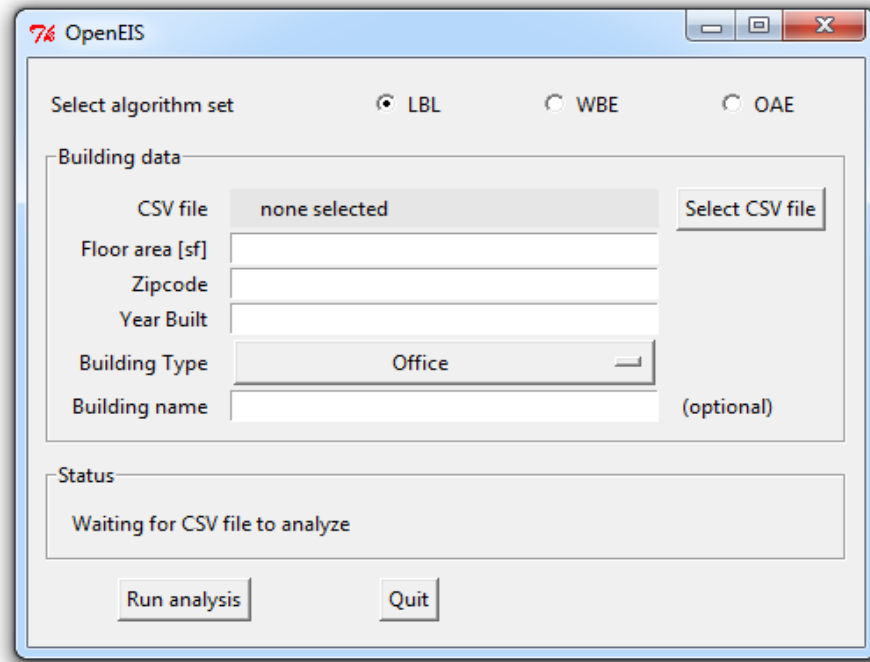 7% OpenEIS
Select algorithm set LBL WBE OAE
Building data
CSV file none selected Select CSV file
Floor area [sf]
Zipcode
Year Built
Building Type Office
Building name (optional)
Status
Waiting for CSV file to analyze
Run analysis Quit